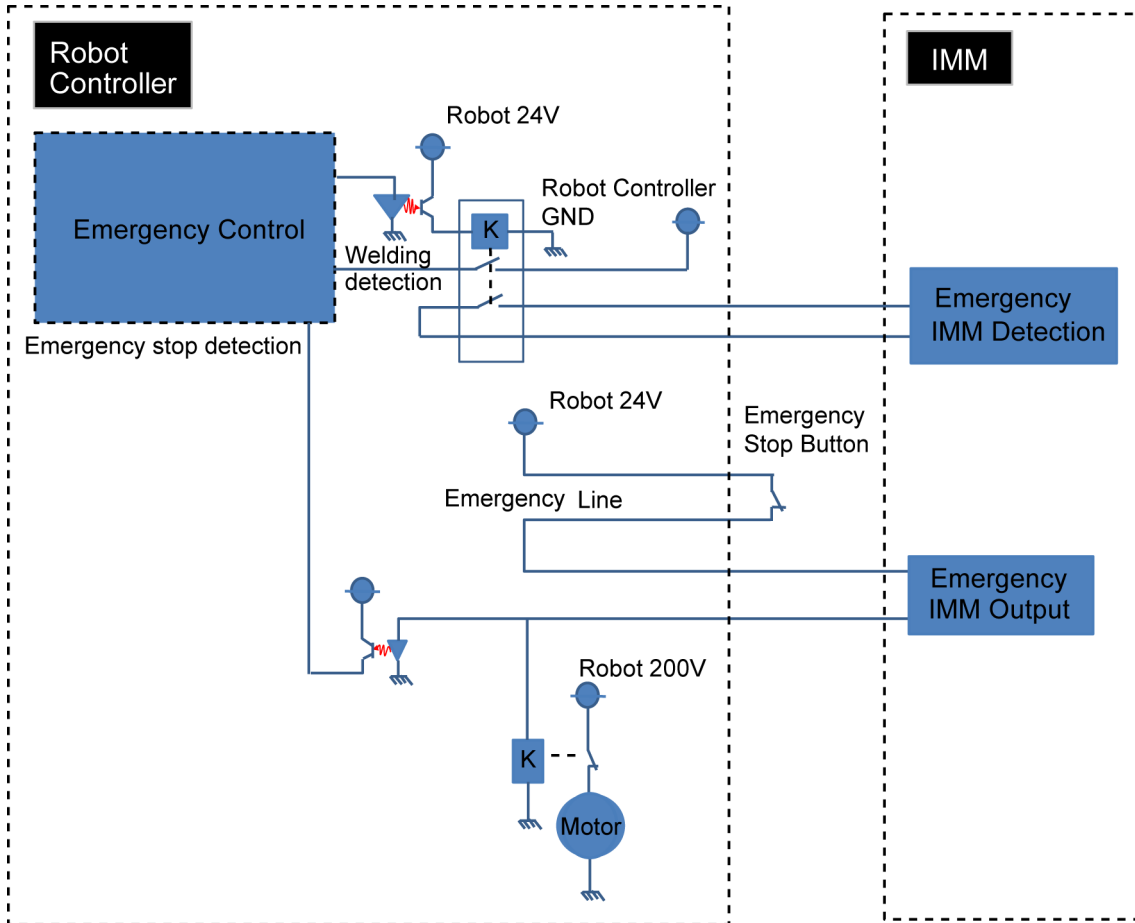 Robot
Controller
IMM
Robot 24V
Emergency Control
Robot Controller
GND
K
Welding
detection
Emergency
IMM Detection
Emergency stop detection
Robot 24V
Emergency
Stop Button
Emergency Line
Emergency
IMM Output
Robot 200V
K
Motor